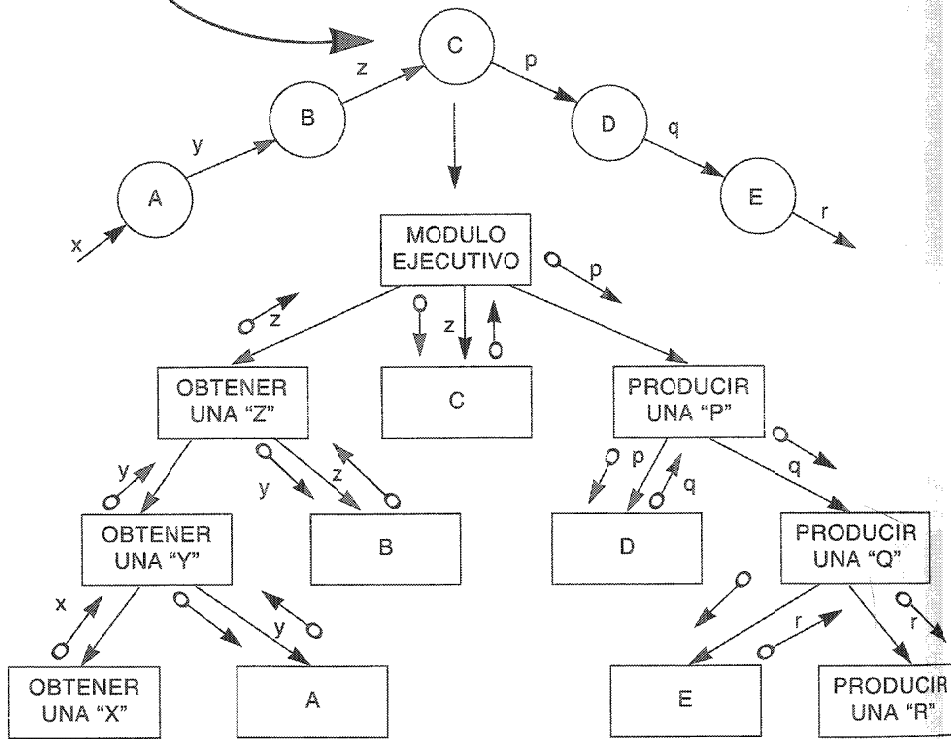 C
z
p
B
D
y
q
A
E
x
r
MODULO
EJECUTIVO
p
z
z
OBTENER
UNA "Z"
C
PRODUCIR
UNA "P"
y
y
z
p
q
q
OBTENER
UNA "Y"
B
D
PRODUCIR
UNA "Q"
x
y
r
r
OBTENER
UNA "X"
A
E
PRODUCIR
UNA "R"